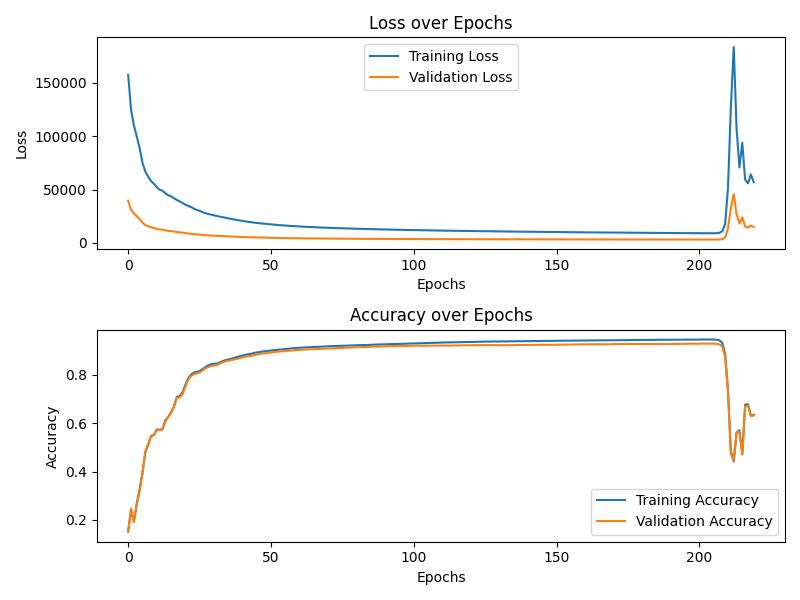 Loss over Epochs
Training Loss
Validation Loss
150000
100000
50000
0
Loss
0 50 100 150 200
Epochs
Accuracy over Epochs
0.8
0.6
0.4
0.2
Accuracy
Training Accuracy
Validation Accuracy
0 50 100 150 200
Epochs